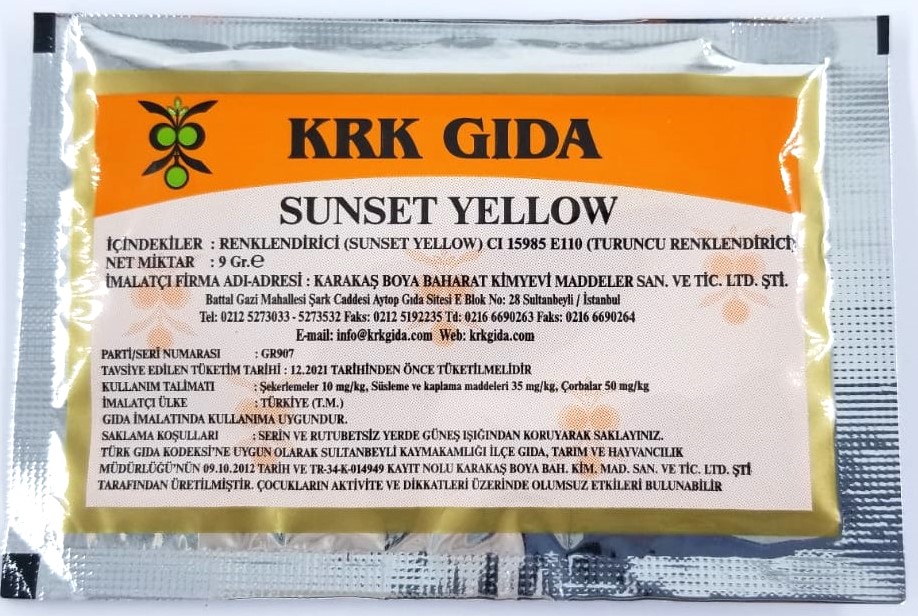 KRK GIDA
SUNSET YELLOW
İÇİNDEKİLER : RENKLENDİRİCİ (SUNSET YELLOW) CI 15985 E110 (TURUNCU RENKLENDİRİCİ)
NET MİKTAR : 9 Gr.℮
İMALATÇI FİRMA ADI-ADRESİ : KARAKAŞ BOYA BAHARAT KİMYEVİ MADDELER SAN. VE TİC. LTD. ŞTİ.
Battal Gazi Mahallesi Şark Caddesi Aytop Gıda Sitesi E Blok No: 28 Sultanbeyli / İstanbul
Tel: 0212 5273033 - 5273532 Faks: 0212 5192235 Td: 0216 6690263 Faks: 0216 6690264
E-mail: info@krkgida.com Web: krkgida.com
PARTİ/SERİ NUMARASI : GR907
TAVSİYE EDİLEN TÜKETİM TARİHİ : 12.2021 TARİHİNDEN ÖNCE TÜKETİLMELİDİR
KULLANIM TALİMATI : Şekerlemeler 10 mg/kg, Süsleme ve kaplama maddeleri 35 mg/kg, Çorbalar 50 mg/kg
İMALATÇI ÜLKE : TÜRKİYE (T.M.)
GIDA İMALATINDA KULLANIMA UYGUNDUR.
SAKLAMA KOŞULLARI : SERİN VE RUTUBETSİZ YERDE GÜNEŞ IŞIĞINDAN KORUYARAK SAKLAYINIZ.
TÜRK GIDA KODEKSİ'NE UYGUN OLARAK SULTANBEYLİ KAYMAKAMLIĞI İLÇE GIDA, TARIM VE HAYVANCILIK
MÜDÜRLÜĞÜ'NÜN 09.10.2012 TARİH VE TR-34-K-014949 KAYIT NOLU KARAKAŞ BOYA BAH. KİM. MAD. SAN. VE TİC. LTD. ŞTİ
TARAFINDAN ÜRETİLMİŞTİR. ÇOCUKLARIN AKTİVİTE VE DİKKATLERİ ÜZERİNDE OLUMSUZ ETKİLERİ BULUNABİLİR